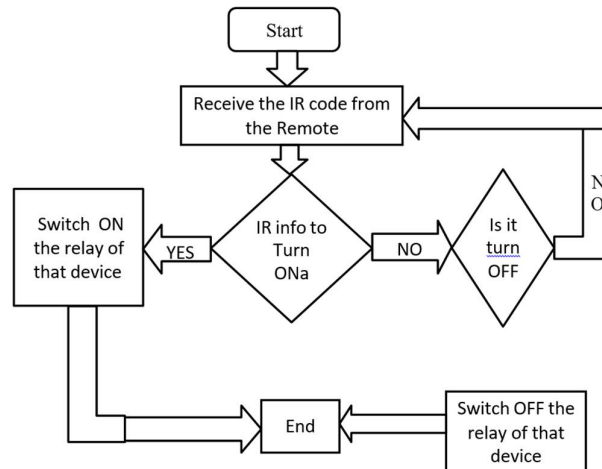 Start
Receive the IR code from
the Remote
Switch ON
the relay of
that device
YES
IR info to
Turn
ONa
NO
Is it
turn
OFF
N
O
End
Switch OFF the
relay of that
device